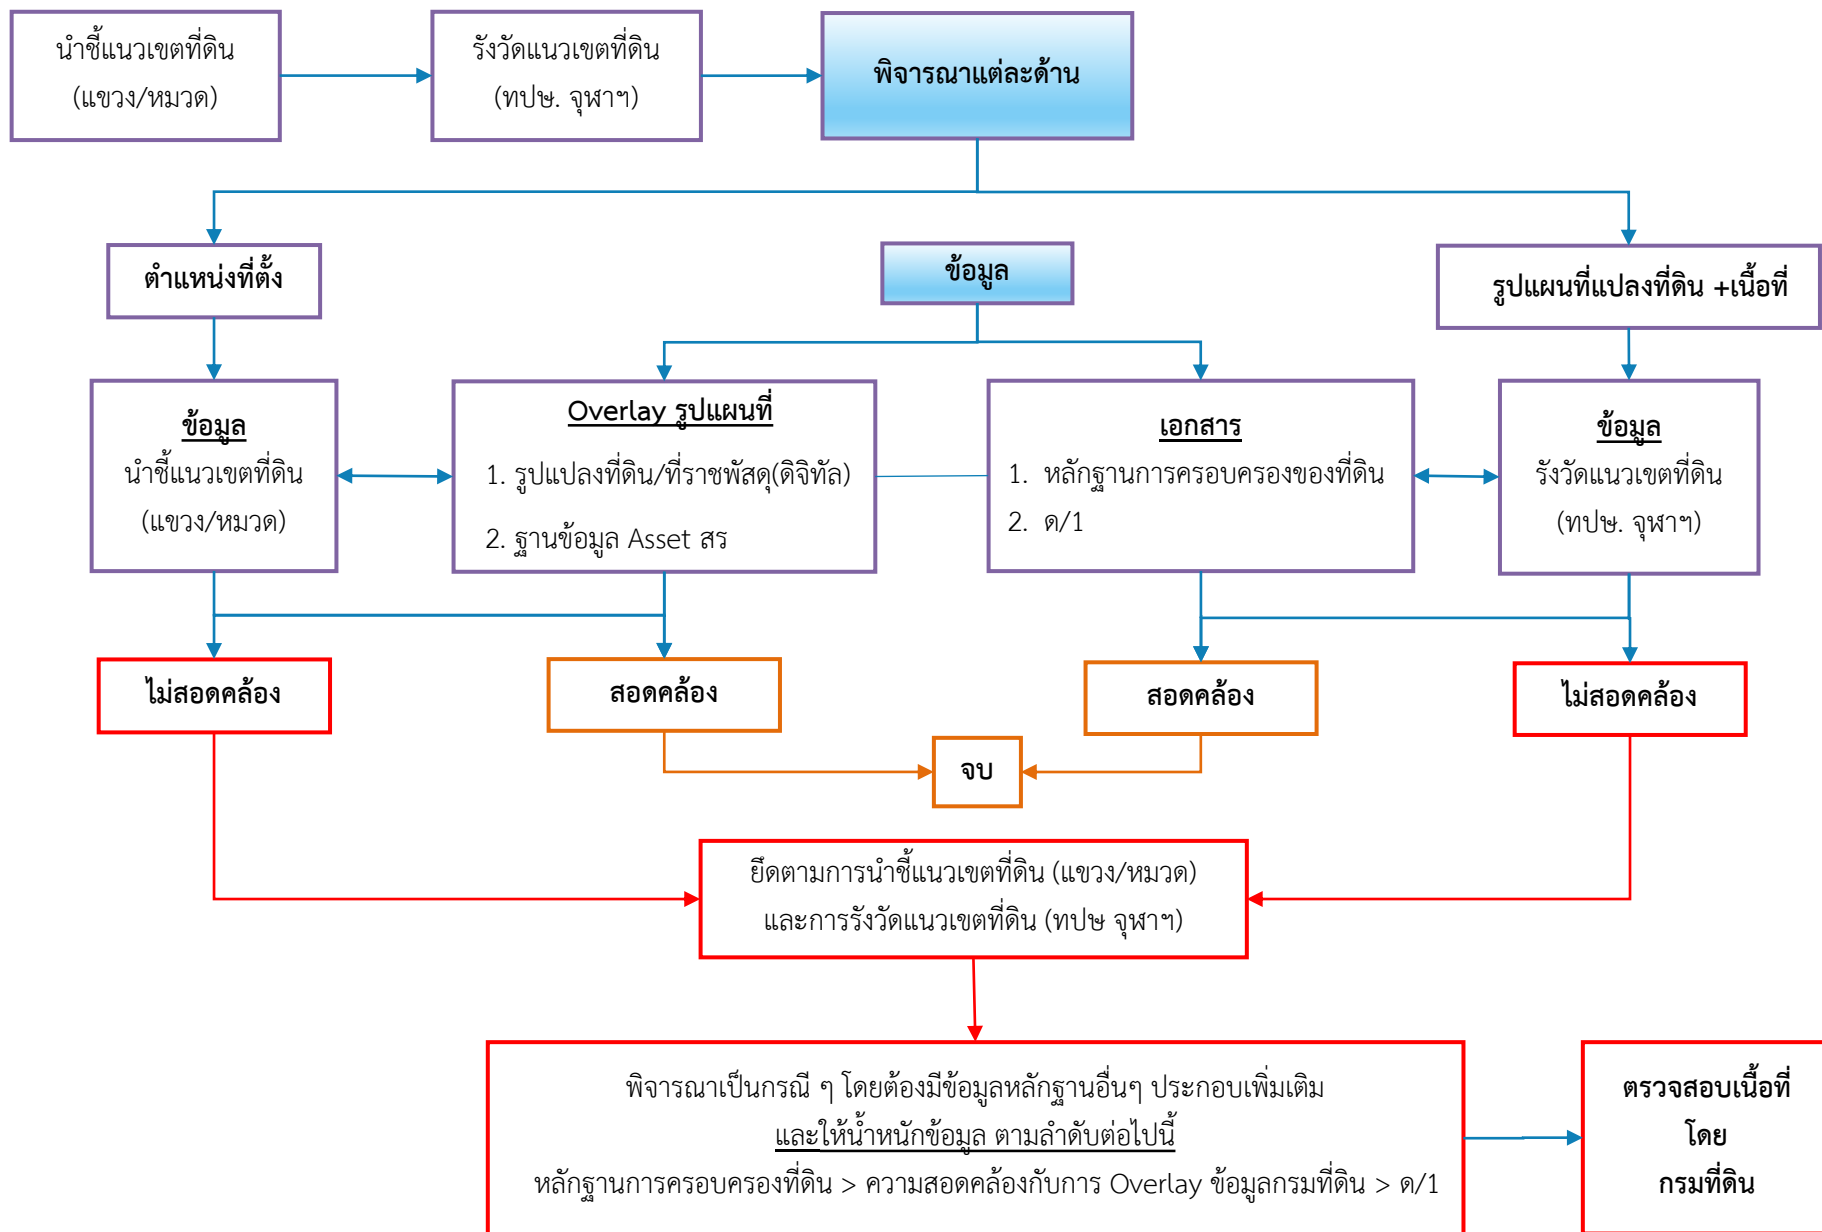 นำชี้แนวเขตที่ดิน
(แขวง/หมวด)
รังวัดแนวเขตที่ดิน
(ทปษ. จุฬาฯ)
พิจารณาแต่ละด้าน
ตำแหน่งที่ตั้ง
ข้อมูล
รูปแผนที่แปลงที่ดิน +เนื้อที่
ข้อมูล
นำชี้แนวเขตที่ดิน
(แขวง/หมวด)
Overlay รูปแผนที่
1. รูปแปลงที่ดิน/ที่ราชพัสดุ(ดิจิทัล)
2. ฐานข้อมูล Asset สร
เอกสาร
1. หลักฐานการครอบครองของที่ดิน
2. ด/1
ข้อมูล
รังวัดแนวเขตที่ดิน
(ทปษ. จุฬาฯ)
ไม่สอดคล้อง
สอดคล้อง
สอดคล้อง
ไม่สอดคล้อง
จบ
ยึดตามการนำชี้แนวเขตที่ดิน (แขวง/หมวด)
และการรังวัดแนวเขตที่ดิน (ทปษ จุฬาฯ)
พิจารณาเป็นกรณี ๆ โดยต้องมีข้อมูลหลักฐานอื่นๆ ประกอบเพิ่มเติม
และให้น้ำหนักข้อมูล ตามลำดับต่อไปนี้
หลักฐานการครอบครองที่ดิน > ความสอดคล้องกับการ Overlay ข้อมูลกรมที่ดิน > ด/1
ตรวจสอบเนื้อที่
โดย
กรมที่ดิน